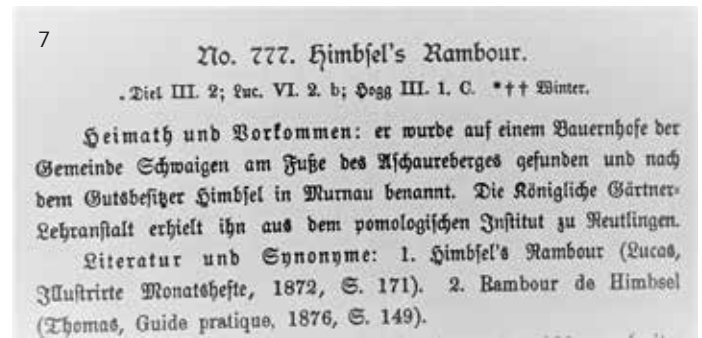 7
No. 777. Himbsel's Rambour.
. Diel III. 2; Luc. VI. 2. b; Hogg III. 1. C. *†† Winter.
Heimath und Vorkommen: er wurde auf einem Bauernhofe der
Gemeinde Schwaigen am Fuße des Aschaureberges gefunden und nach
dem Gutsbesitzer Himbsel in Murnau benannt. Die Königliche Gärtner-
Lehranstalt erhielt ihn aus dem pomologischen Institut zu Reutlingen.
Literatur und Synonyme: 1. Himbsel's Rambour (Lucas,
Illustrirte Monatshefte, 1872, S. 171). 2. Rambour de Himbsel
(Thomas, Guide pratique, 1876, S. 149).